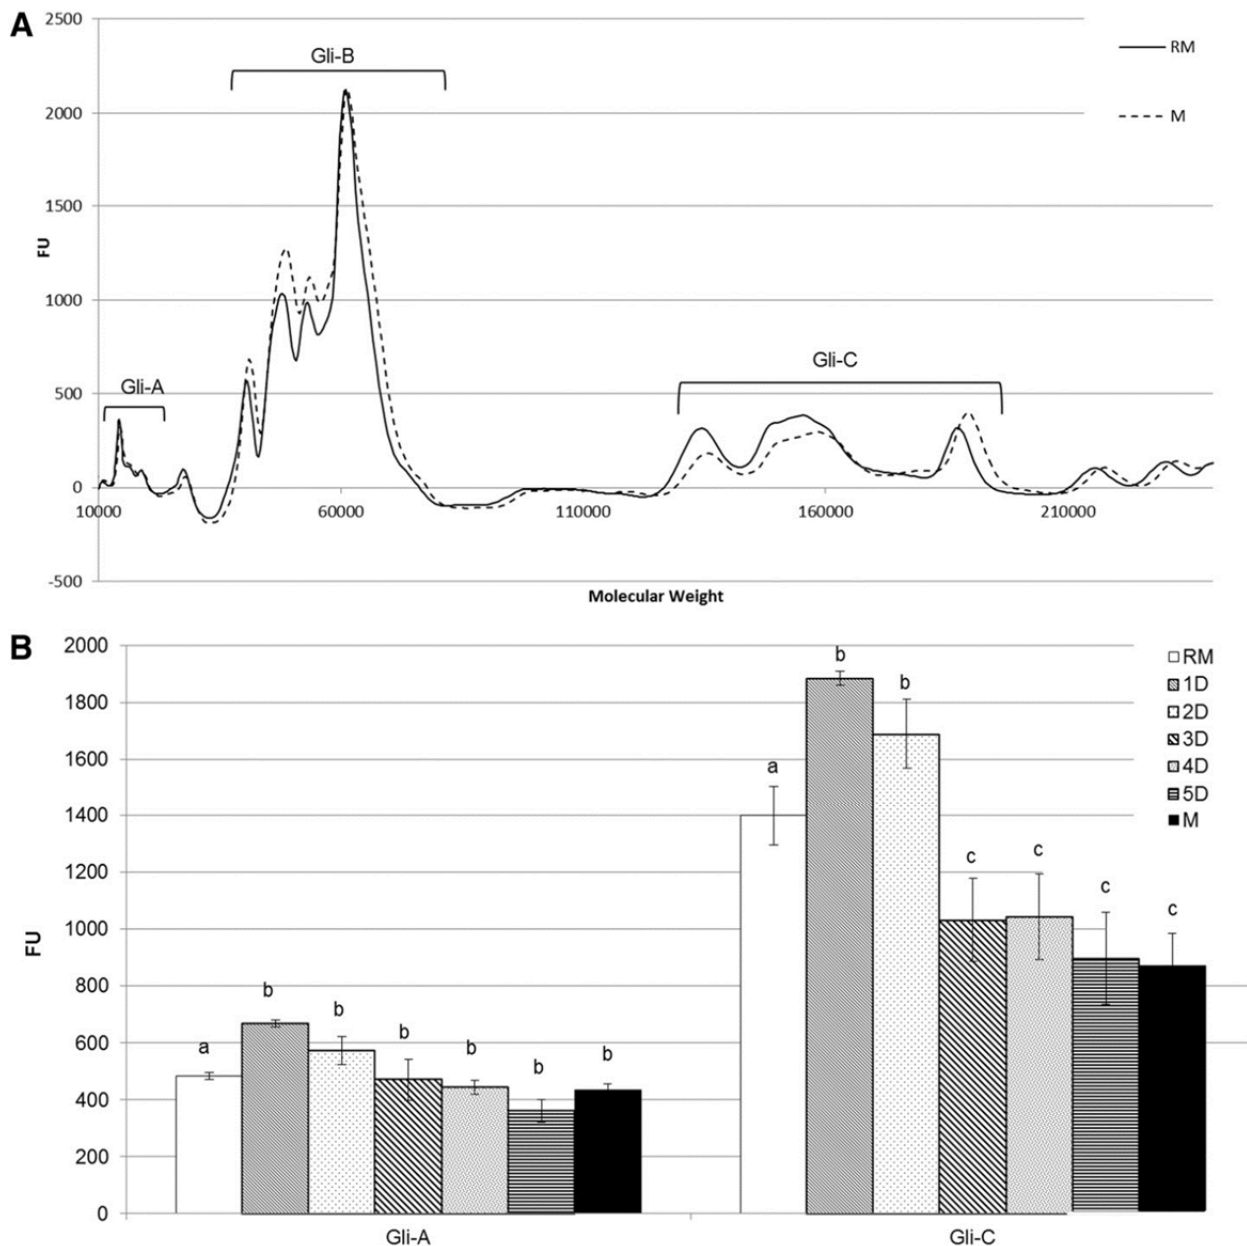 A
2500
2000
1500
1000
500
0
-500
FU
Gli-A
Gli-B
Gli-C
RM
M
10000 60000 110000 160000 210000
Molecular Weight
B
2000
1800
1600
1400
1200
1000
800
600
400
200
0
FU
a b b b b b b
a b b c c c c
RM
1D
2D
3D
4D
5D
M
Gli-A Gli-C